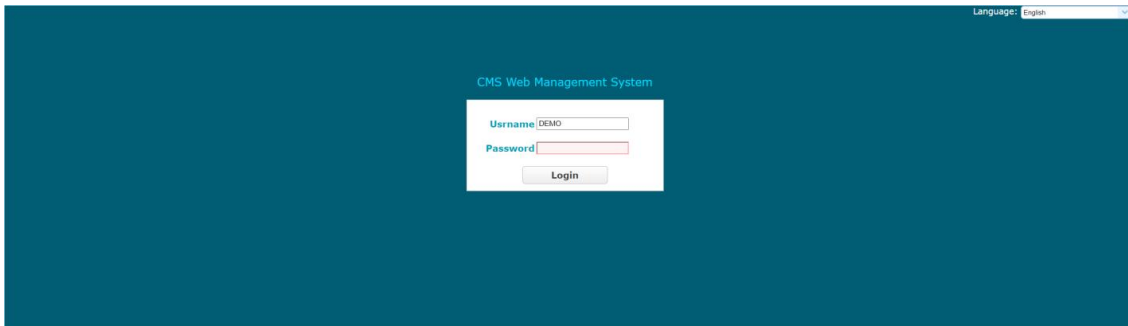 Language: English
CMS Web Management System
Usrname DEMO
Password
Login